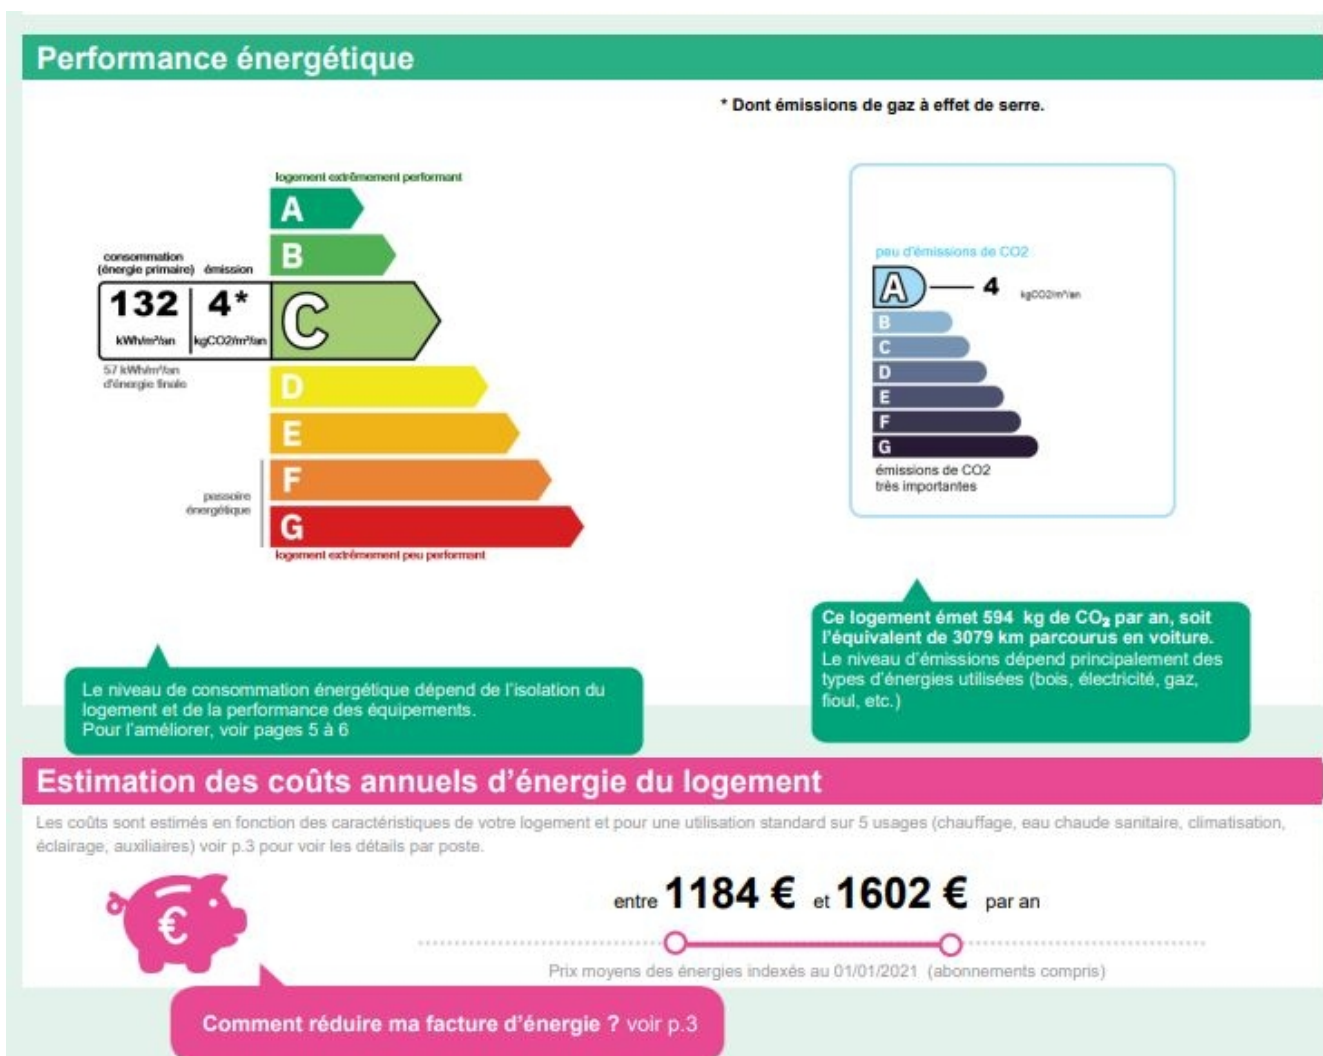 Performance énergétique
* Dont émissions de gaz à effet de serre.
logement extrêmement performant
A
B
consommation
(énergie primaire) émission
132 4*
kWh/m²/an kgCO2/m²/an
C
57 kWh/m²/an
d'énergie finale
D
E
F
passoire
énergétique
G
logement extrêmement peu performant
peu d'émissions de CO2
A 4 kgCO2/m²/an
B
C
D
E
F
G
émissions de CO2
très importantes
Le niveau de consommation énergétique dépend de l'isolation du
logement et de la performance des équipements.
Pour l'améliorer, voir pages 5 à 6
Ce logement émet 594 kg de CO₂ par an, soit
l'équivalent de 3079 km parcourus en voiture.
Le niveau d'émissions dépend principalement des
types d'énergies utilisées (bois, électricité, gaz,
fioul, etc.)
Estimation des coûts annuels d'énergie du logement
Les coûts sont estimés en fonction des caractéristiques de votre logement et pour une utilisation standard sur 5 usages (chauffage, eau chaude sanitaire, climatisation,
éclairage, auxiliaires) voir p.3 pour voir les détails par poste.
€
entre 1184 € et 1602 € par an
Prix moyens des énergies indexés au 01/01/2021 (abonnements compris)
Comment réduire ma facture d'énergie ? voir p.3